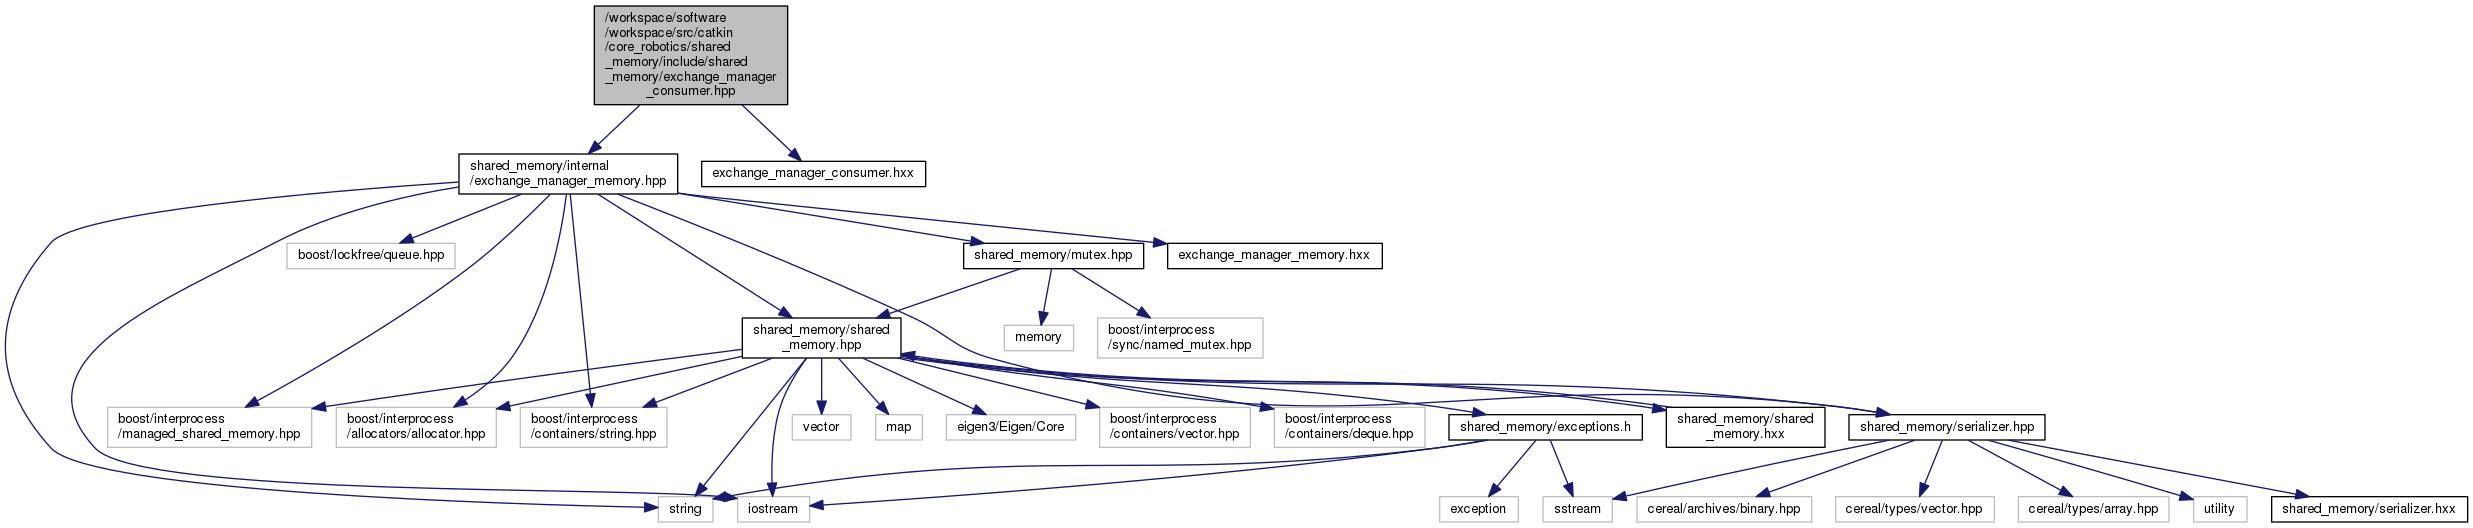 /workspace/software
/workspace/src/catkin
/core_robotics/shared
_memory/include/shared
_memory/exchange_manager
_consumer.hpp
shared_memory/internal
/exchange_manager_memory.hpp
exchange_manager_consumer.hxx
boost/lockfree/queue.hpp
shared_memory/mutex.hpp
exchange_manager_memory.hxx
shared_memory/shared
_memory.hpp
memory
boost/interprocess
/sync/named_mutex.hpp
boost/interprocess
/managed_shared_memory.hpp
boost/interprocess
/allocators/allocator.hpp
boost/interprocess
/containers/string.hpp
vector
map
eigen3/Eigen/Core
boost/interprocess
/containers/vector.hpp
boost/interprocess
/containers/deque.hpp
shared_memory/exceptions.h
shared_memory/shared
_memory.hxx
shared_memory/serializer.hpp
string
iostream
exception
sstream
cereal/archives/binary.hpp
cereal/types/vector.hpp
cereal/types/array.hpp
utility
shared_memory/serializer.hxx